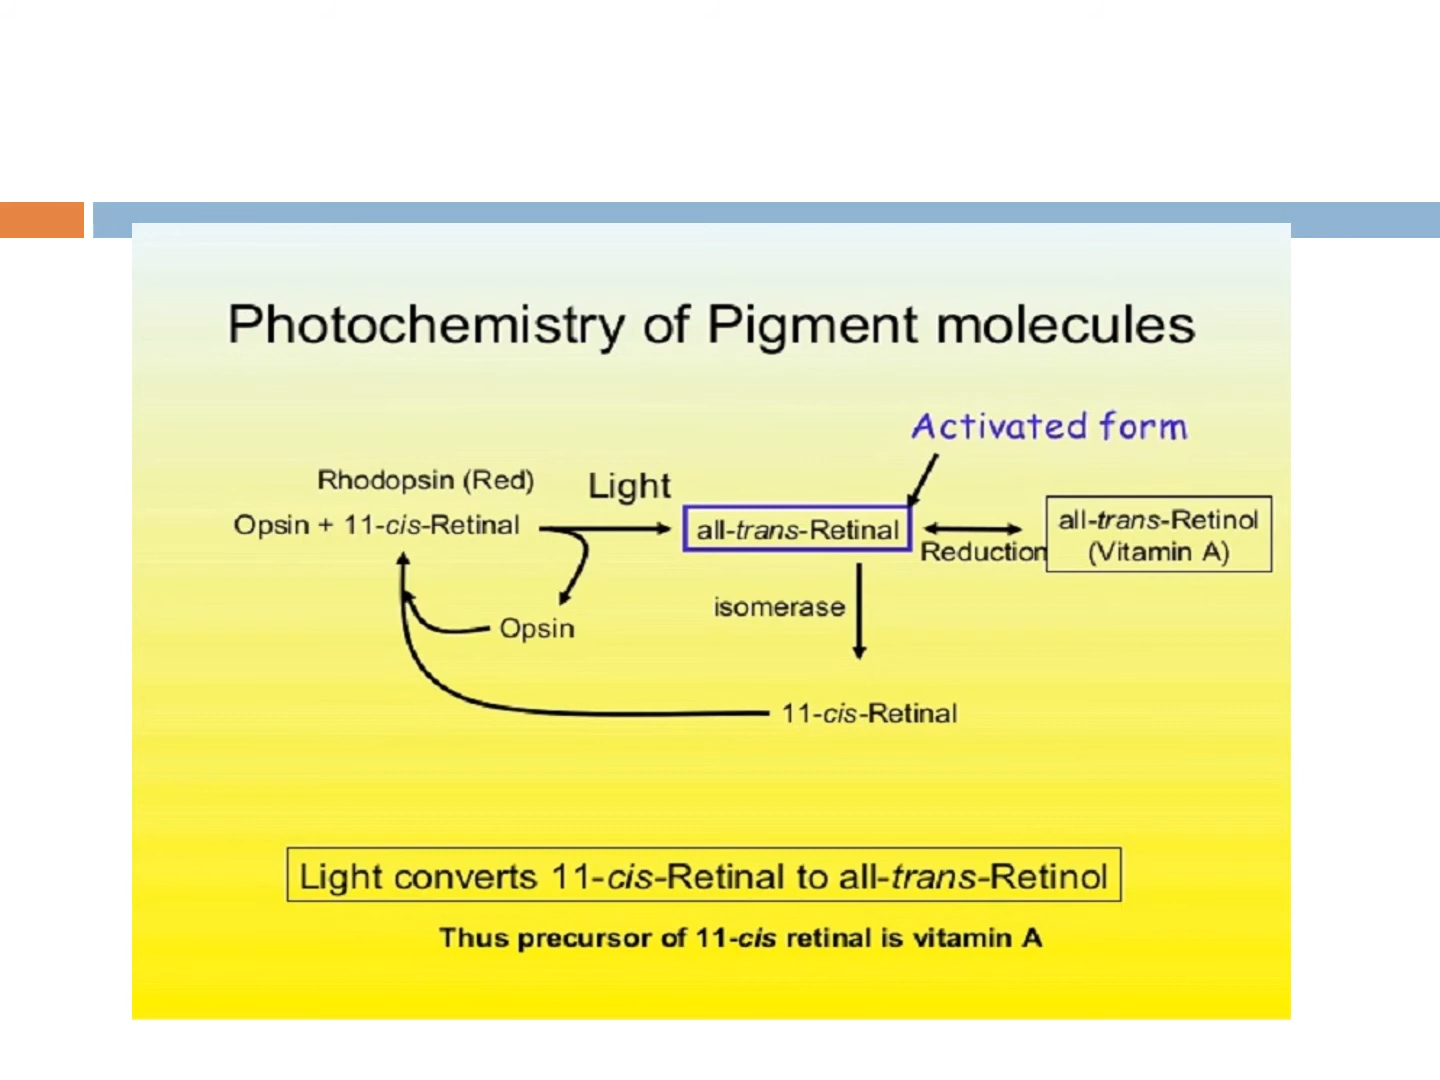 Photochemistry of Pigment molecules
Activated form
Rhodopsin (Red)
Light
Opsin + 11-cis-Retinal
all-trans-Retinal
all-trans-Retinol
Reduction
(Vitamin A)
isomerase
Opsin
11-cis-Retinal
Light converts 11-cis-Retinal to all-trans-Retinol
Thus precursor of 11-cis retinal is vitamin A